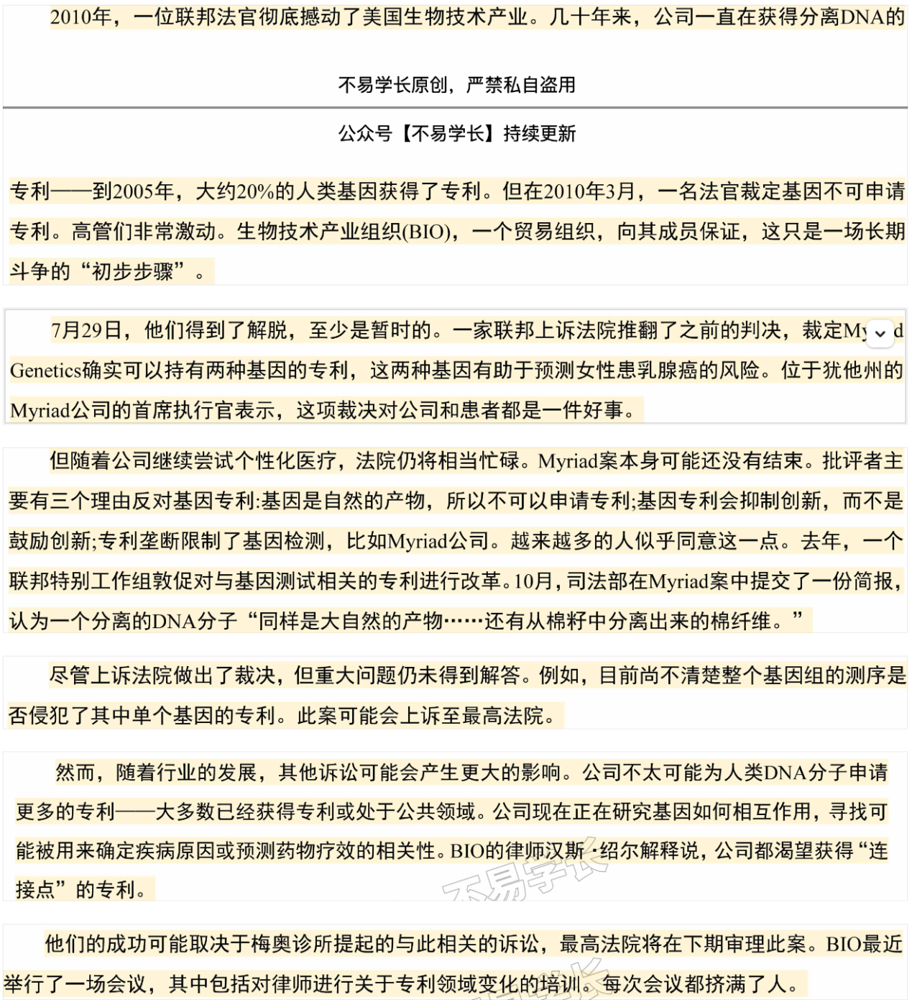 2010年，一位联邦法官彻底撼动了美国生物技术产业。几十年来，公司一直在获得分离DNA的
不易学长原创，严禁私自盗用
公众号【不易学长】持续更新
专利——到2005年，大约20%的人类基因获得了专利。但在2010年3月，一名法官裁定基因不可申请
专利。高管们非常激动。生物技术产业组织(BIO)，一个贸易组织，向其成员保证，这只是一场长期
斗争的“初步步骤”。
7月29日，他们得到了解脱，至少是暂时的。一家联邦上诉法院推翻了之前的判决，裁定My d
Genetics确实可以持有两种基因的专利，这两种基因有助于预测女性患乳腺癌的风险。位于犹他州的
Myriad公司的首席执行官表示，这项裁决对公司和患者都是一件好事。
但随着公司继续尝试个性化医疗，法院仍将相当忙碌。Myriad案本身可能还没有结束。批评者主
要有三个理由反对基因专利:基因是自然的产物，所以不可以申请专利;基因专利会抑制创新，而不是
鼓励创新;专利垄断限制了基因检测，比如Myriad公司。越来越多的人似乎同意这一点。去年，一个
联邦特别工作组敦促对与基因测试相关的专利进行改革。10月，司法部在Myriad案中提交了一份简报，
认为一个分离的DNA分子“同样是大自然的产物……还有从棉籽中分离出来的棉纤维。”
尽管上诉法院做出了裁决，但重大问题仍未得到解答。例如，目前尚不清楚整个基因组的测序是
否侵犯了其中单个基因的专利。此案可能会上诉至最高法院。
然而，随着行业的发展，其他诉讼可能会产生更大的影响。公司不太可能为人类DNA分子申请
更多的专利——大多数已经获得专利或处于公共领域。公司现在正在研究基因如何相互作用，寻找可
能被用来确定疾病原因或预测药物疗效的相关性。BIO的律师汉斯·绍尔解释说，公司都渴望获得“连
接点”的专利。
不易学长
他们的成功可能取决于梅奥诊所提起的与此相关的诉讼，最高法院将在下期审理此案。BIO最近
举行了一场会议，其中包括对律师进行关于专利领域变化的培训。每次会议都挤满了人。
不易学长